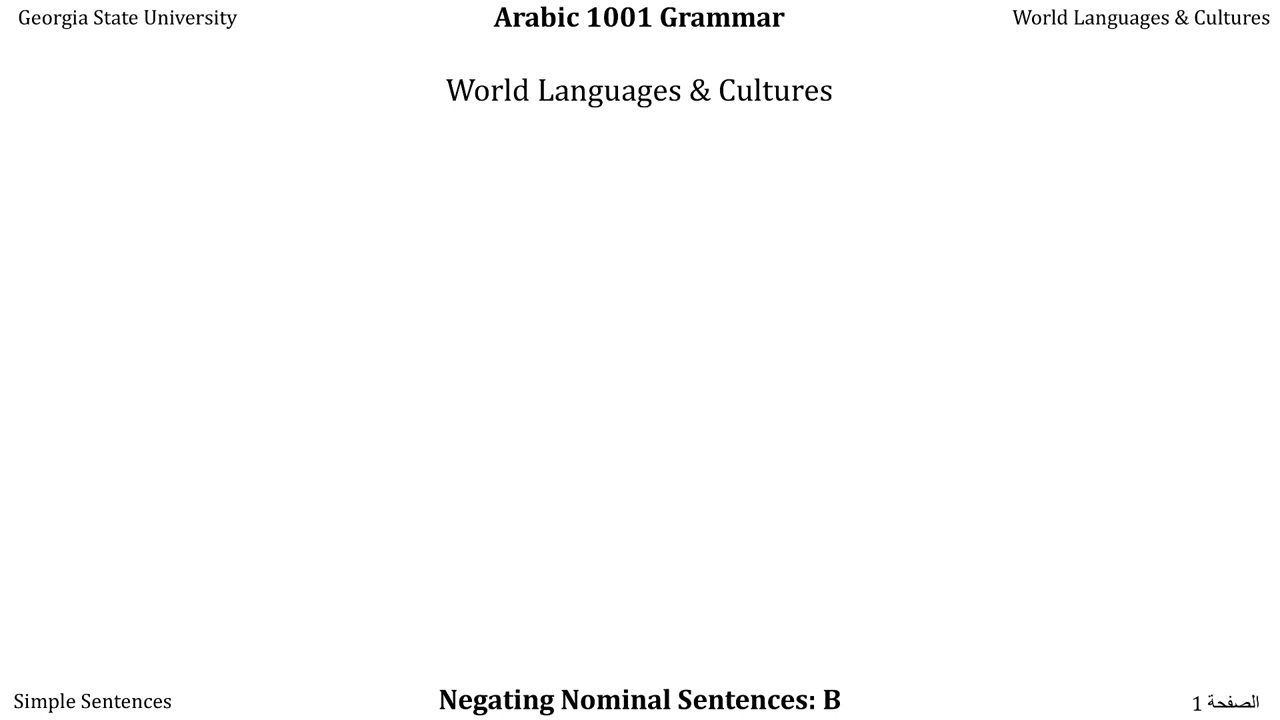 Georgia State University
Arabic 1001 Grammar
World Languages & Cultures
World Languages & Cultures
Simple Sentences
Negating Nominal Sentences: B
الصفحة 1